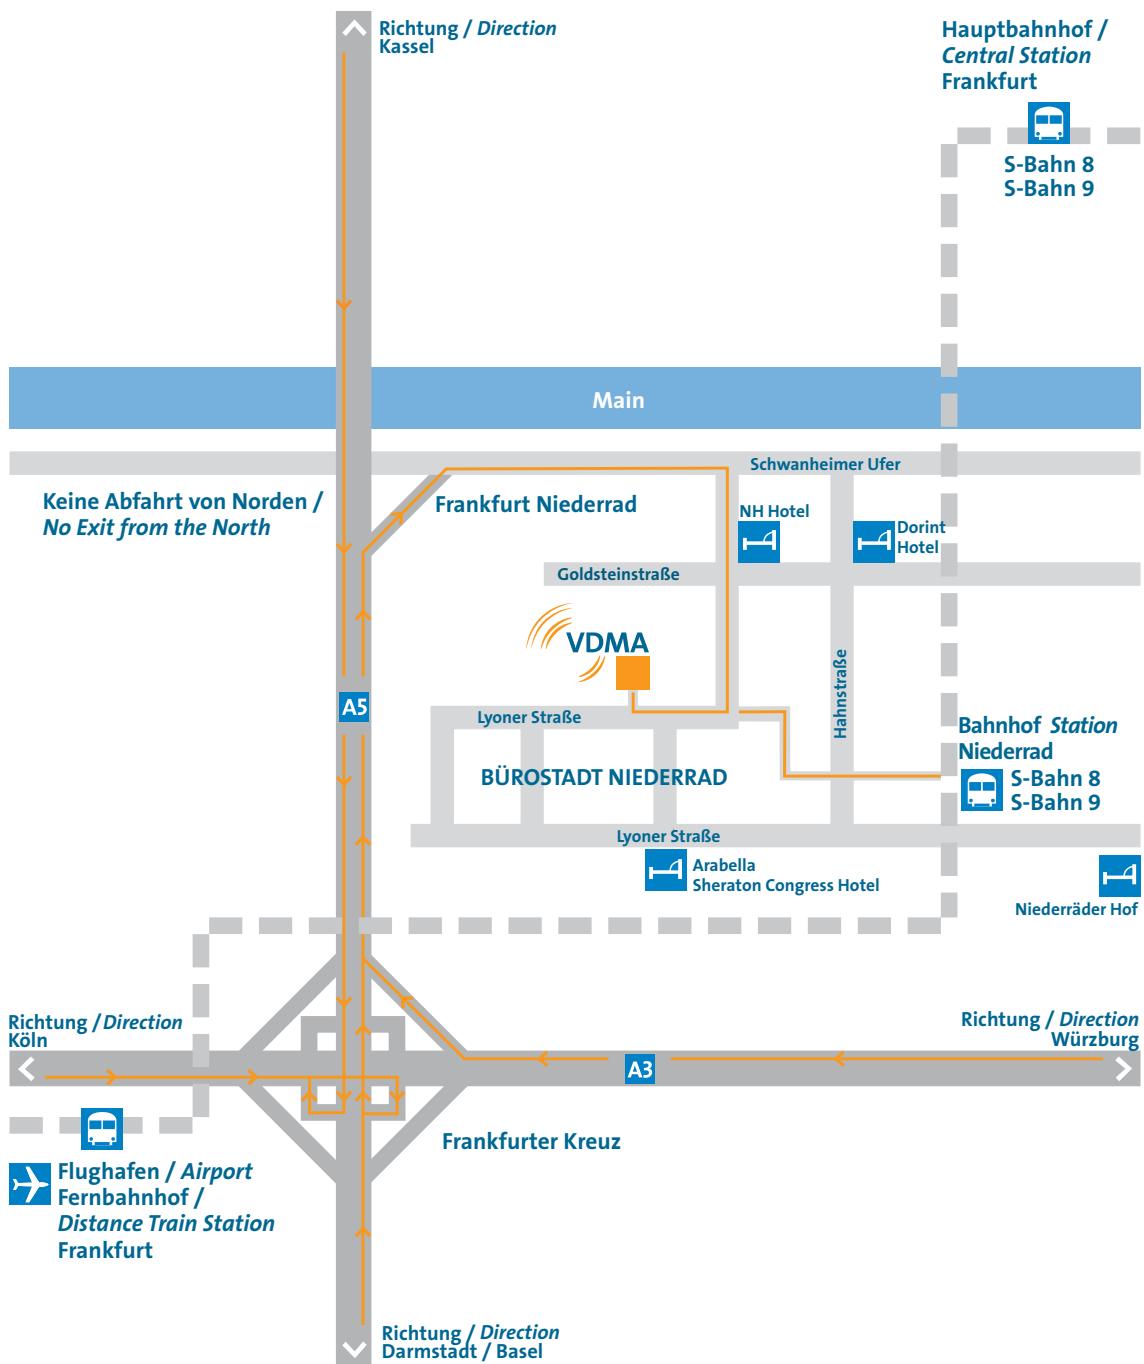 Richtung / Direction
Kassel
Hauptbahnhof /
Central Station
Frankfurt
S-Bahn 8
S-Bahn 9
Main
Schwanheimer Ufer
Keine Abfahrt von Norden /
No Exit from the North
Frankfurt Niederrad
NH Hotel
Dorint
Hotel
Goldsteinstraße
VDMA
Hahnstraße
A5
Lyoner Straße
Bahnhof Station
Niederrad
S-Bahn 8
S-Bahn 9
BÜROSTADT NIEDERRAD
Lyoner Straße
Arabella
Sheraton Congress Hotel
Niederräder Hof
Richtung / Direction
Köln
Richtung / Direction
Würzburg
A3
Frankfurter Kreuz
Flughafen / Airport
Fernbahnhof /
Distance Train Station
Frankfurt
Richtung / Direction
Darmstadt / Basel